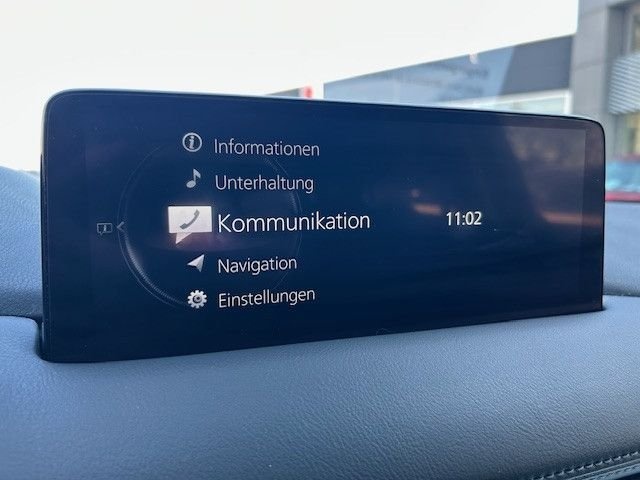 Informationen
Unterhaltung
Kommunikation
11:02
Navigation
Einstellungen